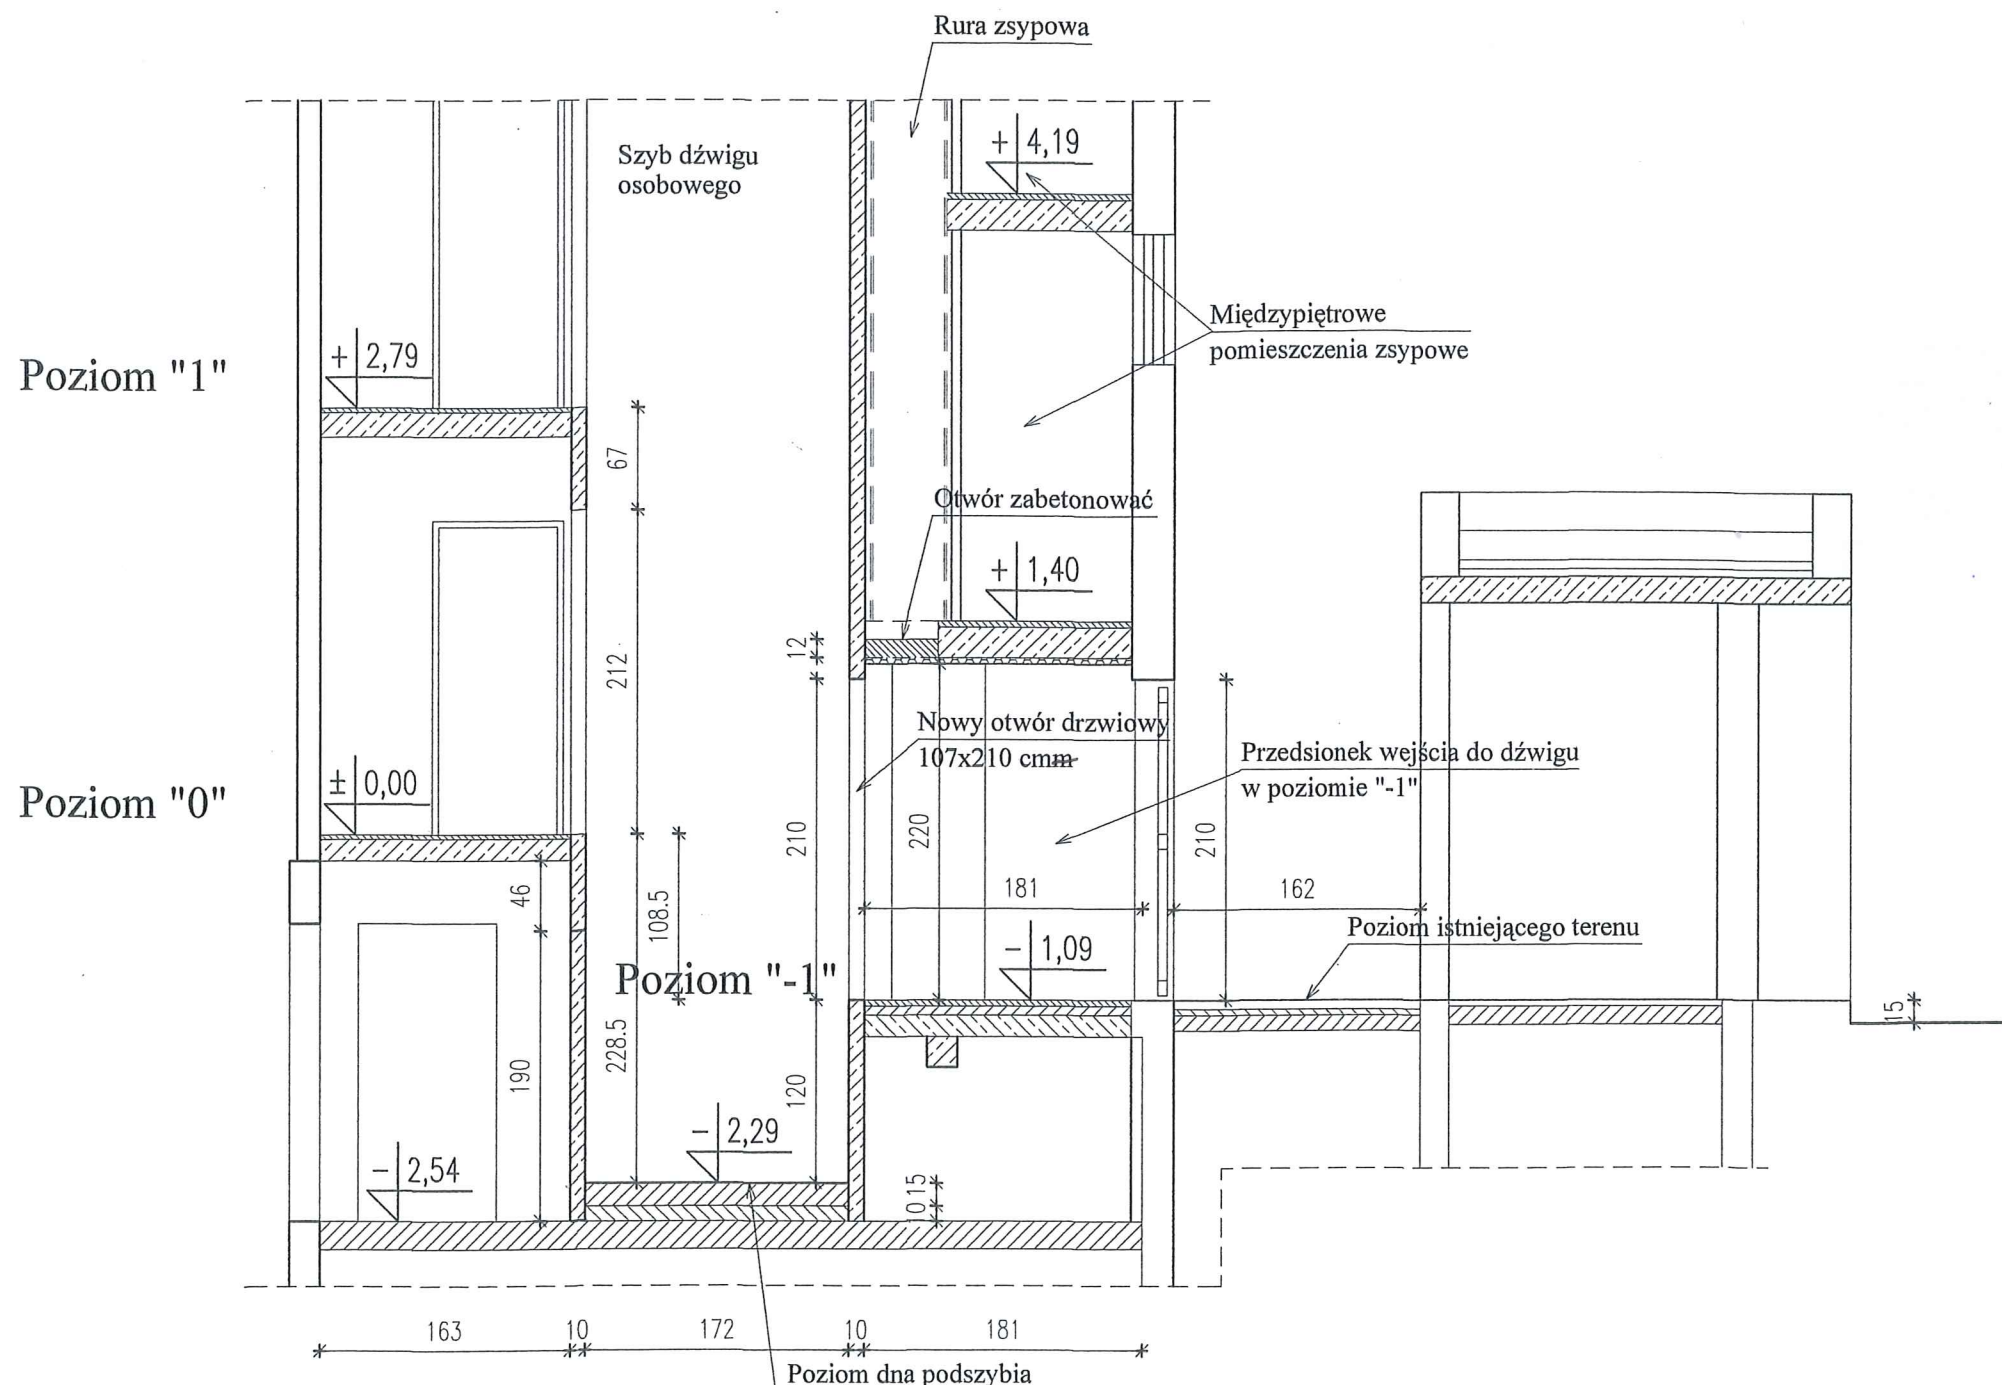 Rura zsypowa
Szyb dźwigu
osobowego
+ 4,19
Międzypiętrowe
pomieszczenia zsypowe
Poziom "1"
+ 2,79
67
Otwór zabetonować
+ 1,40
12
212
Nowy otwór drzwiowy
107x210 cmm
Przedsionek wejścia do dźwigu
w poziomie "-1"
Poziom "0"
± 0,00
210
220
210
46
108.5
181
162
Poziom istniejącego terenu
- 1,09
Poziom "-1"
15
228.5
190
120
- 2,29
- 2,54
15
0
163
10
172
10
181
Poziom dna podszybia